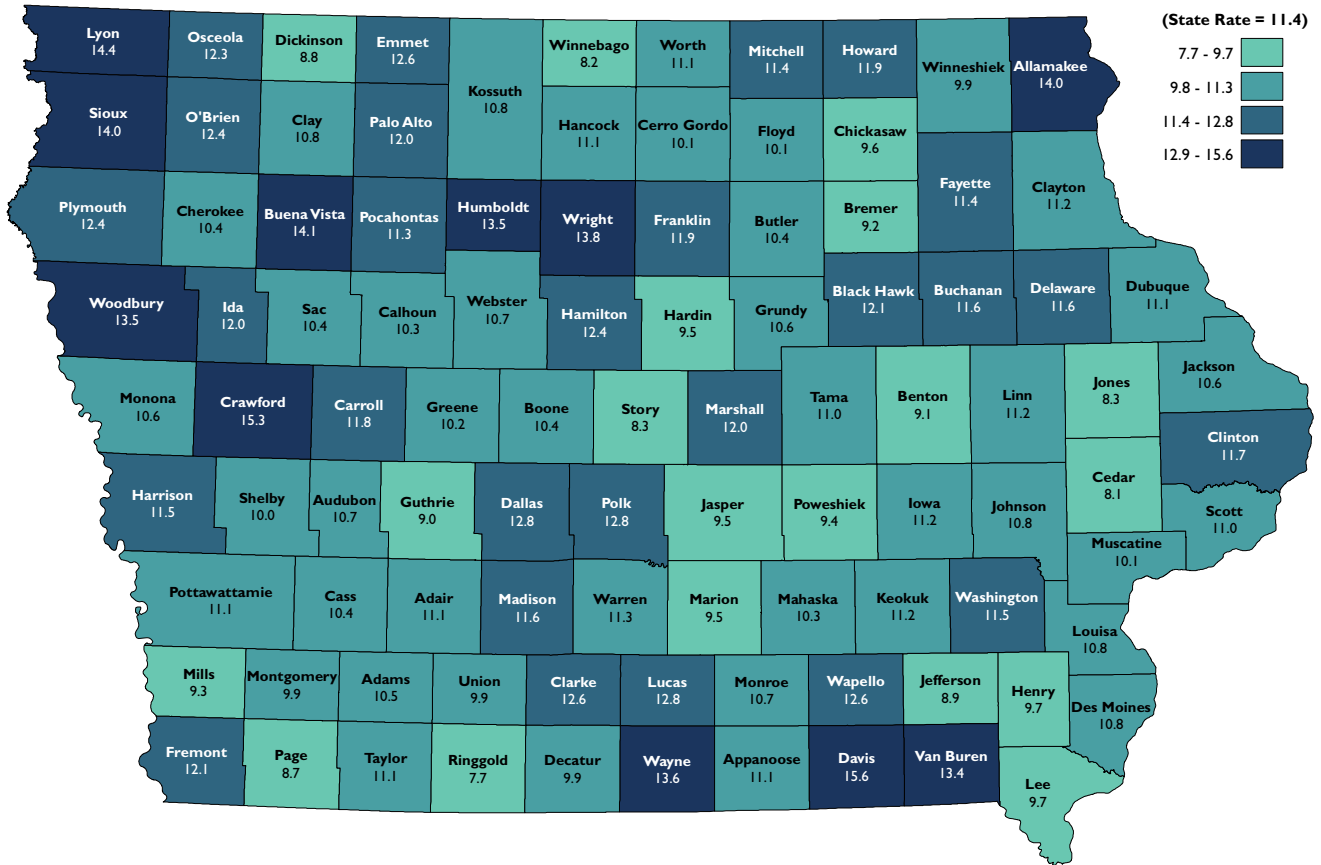 (State Rate = 11.4)
7.7 - 9.7
9.8 - 11.3
11.4 - 12.8
12.9 - 15.6
Lyon
14.4
Osceola
12.3
Dickinson
8.8
Emmet
12.6
Kossuth
10.8
Winnebago
8.2
Worth
11.1
Mitchell
11.4
Howard
11.9
Winneshiek
9.9
Allamakee
14.0
Sioux
14.0
O'Brien
12.4
Clay
10.8
Palo Alto
12.0
Hancock
11.1
Cerro Gordo
10.1
Floyd
10.1
Chickasaw
9.6
Plymouth
12.4
Cherokee
10.4
Buena Vista
14.1
Pocahontas
11.3
Humboldt
13.5
Wright
13.8
Franklin
11.9
Butler
10.4
Bremer
9.2
Fayette
11.4
Clayton
11.2
Woodbury
13.5
Ida
12.0
Sac
10.4
Calhoun
10.3
Webster
10.7
Hamilton
12.4
Hardin
9.5
Grundy
10.6
Black Hawk
12.1
Buchanan
11.6
Delaware
11.6
Dubuque
11.1
Monona
10.6
Crawford
15.3
Carroll
11.8
Greene
10.2
Boone
10.4
Story
8.3
Marshall
12.0
Tama
11.0
Benton
9.1
Linn
11.2
Jones
8.3
Jackson
10.6
Clinton
11.7
Harrison
11.5
Shelby
10.0
Audubon
10.7
Guthrie
9.0
Dallas
12.8
Polk
12.8
Jasper
9.5
Poweshiek
9.4
Iowa
11.2
Johnson
10.8
Cedar
8.1
Scott
11.0
Muscatine
10.1
Pottawattamie
11.1
Cass
10.4
Adair
11.1
Madison
11.6
Warren
11.3
Marion
9.5
Mahaska
10.3
Keokuk
11.2
Washington
11.5
Louisa
10.8
Mills
9.3
Montgomery
9.9
Adams
10.5
Union
9.9
Clarke
12.6
Lucas
12.8
Monroe
10.7
Wapello
12.6
Jefferson
8.9
Henry
9.7
Des Moines
10.8
Fremont
12.1
Page
8.7
Taylor
11.1
Ringgold
7.7
Decatur
9.9
Wayne
13.6
Appanoose
11.1
Davis
15.6
Van Buren
13.4
Lee
9.7